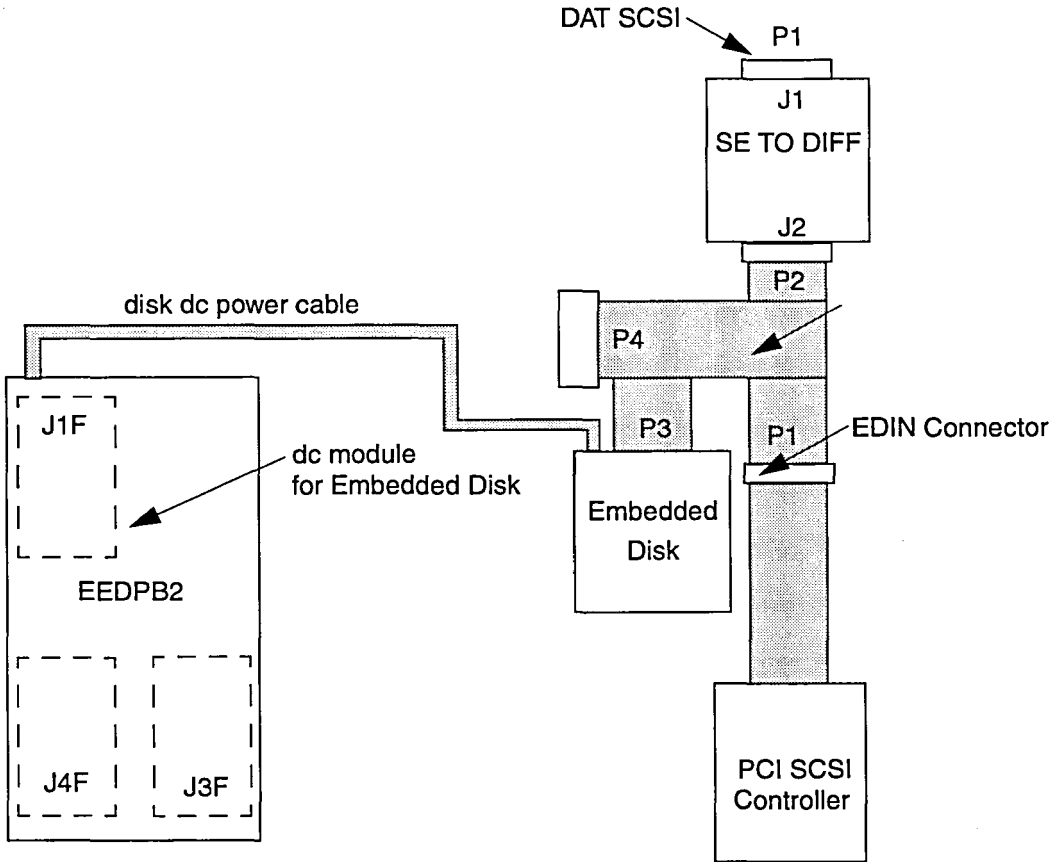 DAT SCSI
P1
J1
SE TO DIFF
J2
P2
disk dc power cable
P4
J1F
P3
P1
EDIN Connector
dc module
for Embedded Disk
Embedded
Disk
EEDPB2
J4F
J3F
PCI SCSI
Controller